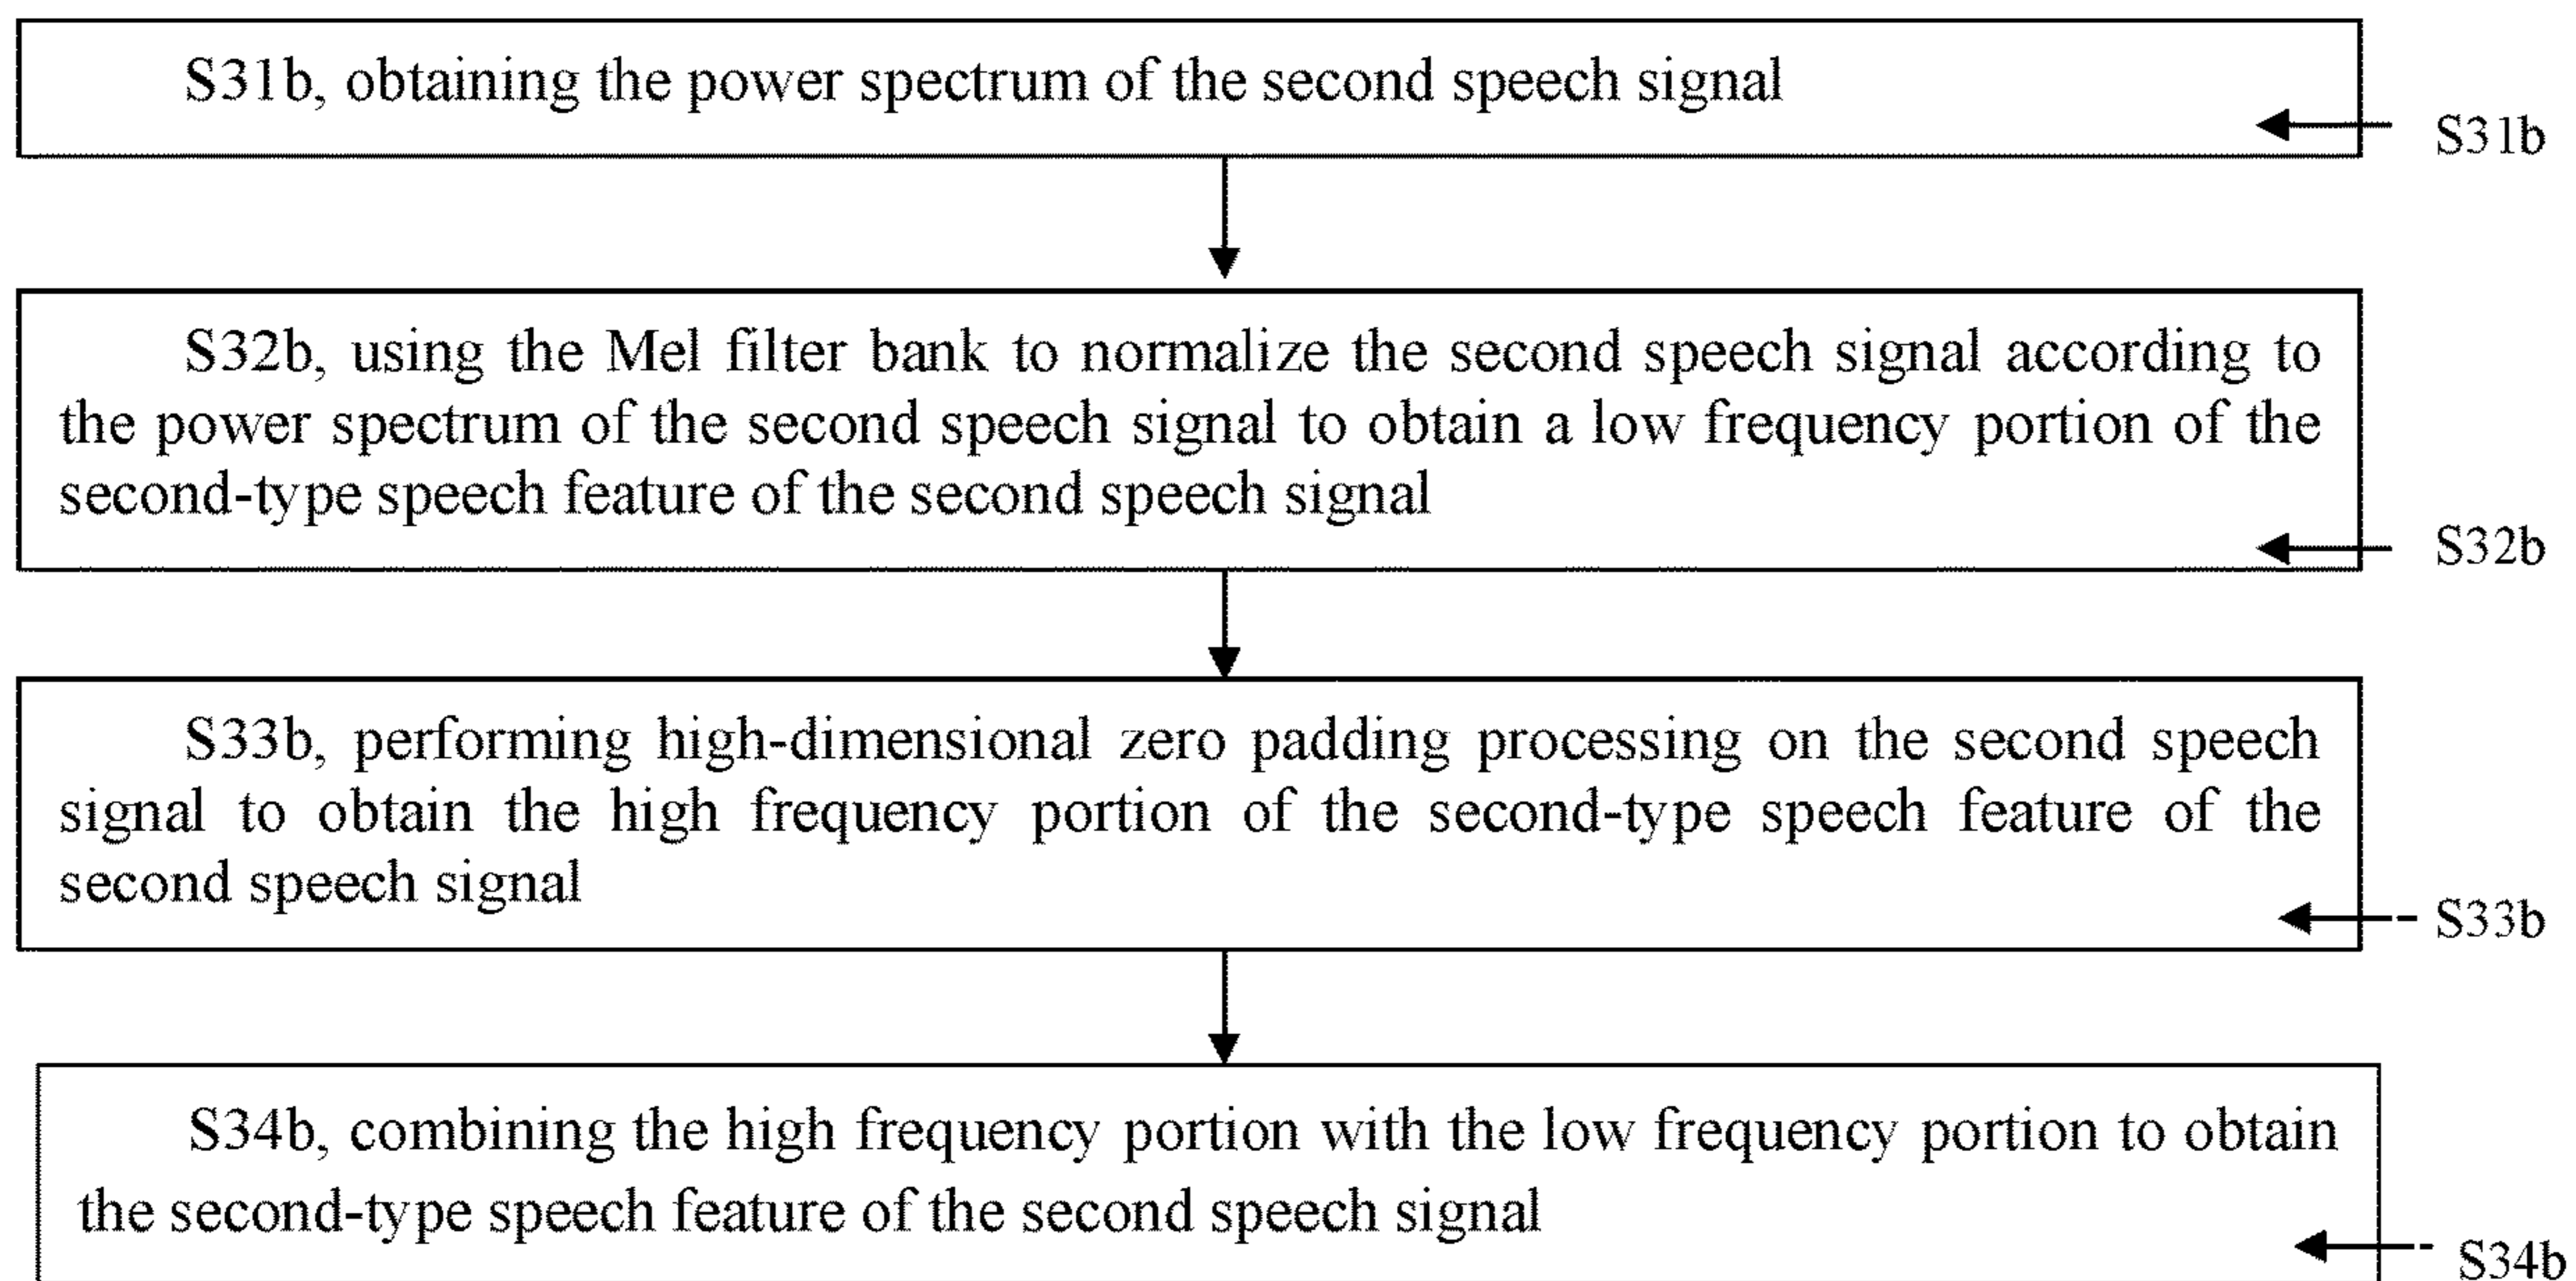 S31b, obtaining the power spectrum of the second speech signal
S31b
S32b, using the Mel filter bank to normalize the second speech signal according to
the power spectrum of the second speech signal to obtain a low frequency portion of the
second-type speech feature of the second speech signal
S32b
S33b, performing high-dimensional zero padding processing on the second speech
signal to obtain the high frequency portion of the second-type speech feature of the
second speech signal
S33b
S34b, combining the high frequency portion with the low frequency portion to obtain
the second-type speech feature of the second speech signal
S34b